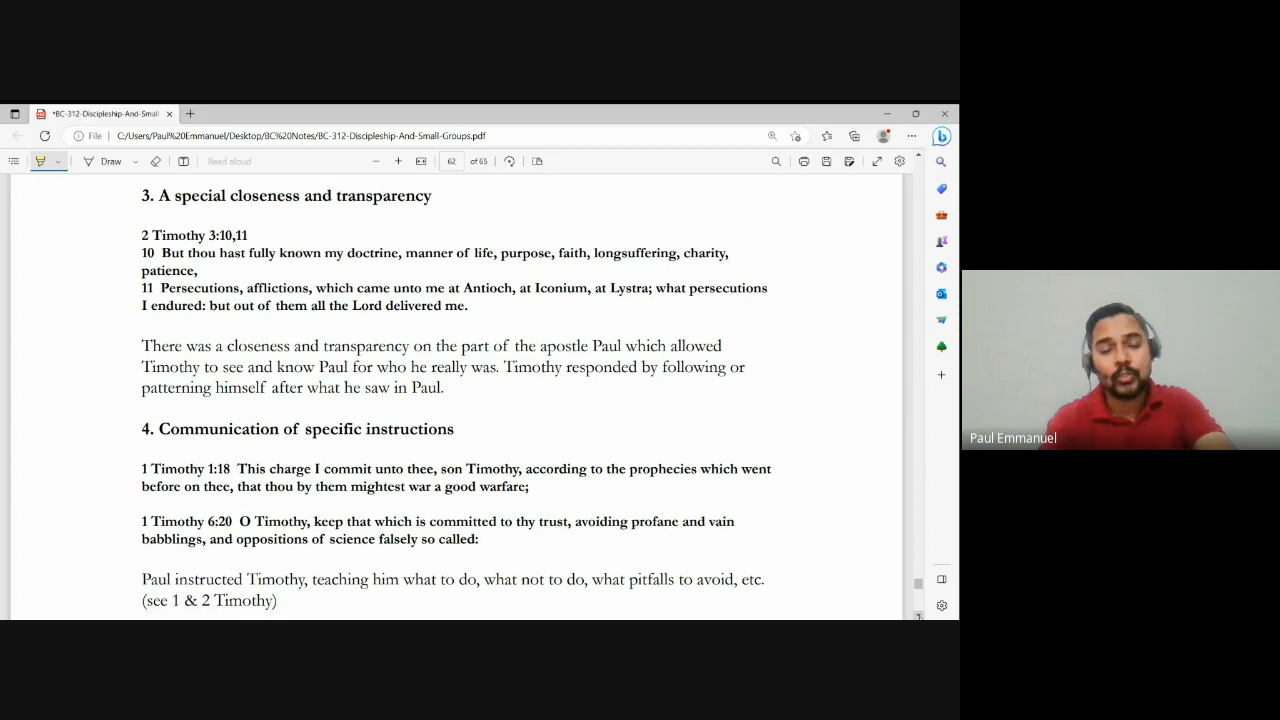 *BC-312-Discipleship-And-Small-
File
C:/Users/Paul%20Emmanuel/Desktop/BC%20Notes/BC-312-Discipleship-And-Small-Groups.pdf
Draw
Read aloud
62
of 65
3. A special closeness and transparency
2 Timothy 3:10,11
10 But thou hast fully known my doctrine, manner of life, purpose, faith, longsuffering, charity,
patience,
11 Persecutions, afflictions, which came unto me at Antioch, at Iconium, at Lystra; what persecutions
I endured: but out of them all the Lord delivered me.
There was a closeness and transparency on the part of the apostle Paul which allowed
Timothy to see and know Paul for who he really was. Timothy responded by following or
patterning himself after what he saw in Paul.
4. Communication of specific instructions
1 Timothy 1:18 This charge I commit unto thee, son Timothy, according to the prophecies which went
before on thee, that thou by them mightest war a good warfare;
1 Timothy 6:20 O Timothy, keep that which is committed to thy trust, avoiding profane and vain
babblings, and oppositions of science falsely so called:
Paul instructed Timothy, teaching him what to do, what not to do, what pitfalls to avoid, etc.
(see 1 & 2 Timothy)
Paul Emmanuel